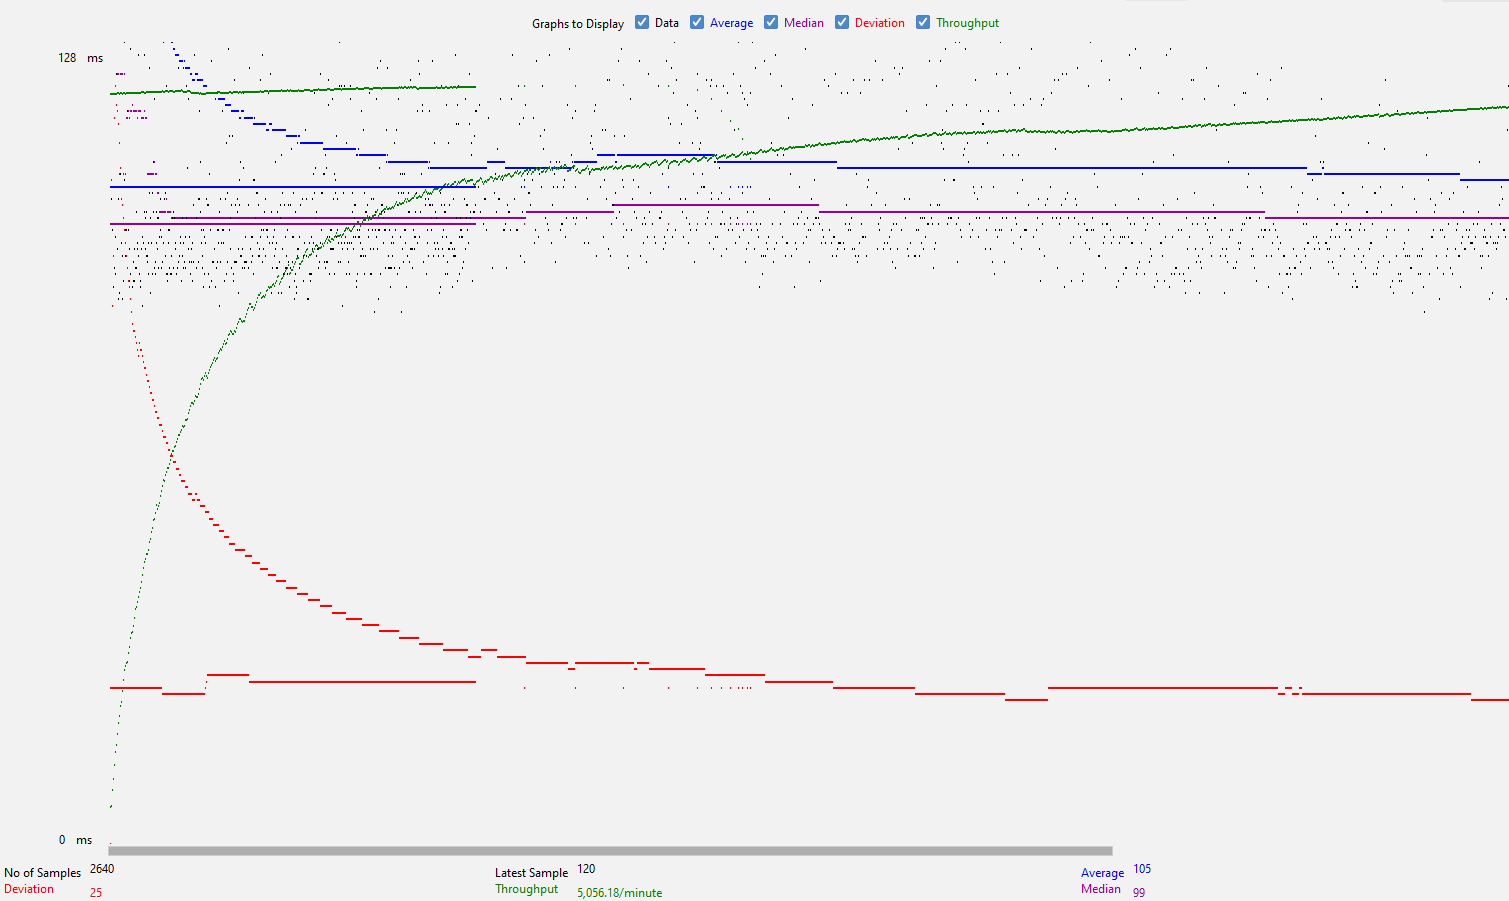 Graphs to Display Data Average Median Deviation Throughput
128 ms
0 ms
No of Samples 2640 Latest Sample 120 Average 105
Deviation 25 Throughput 5,056.18/minute Median 99